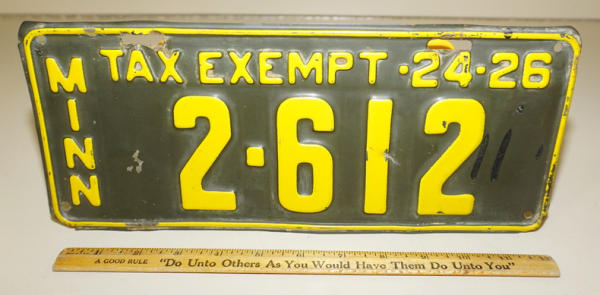 TAX EXEMPT ·24·26
MINN
2·612
A GOOD RULE "Do Unto Others As You Would Have Them Do Unto You"